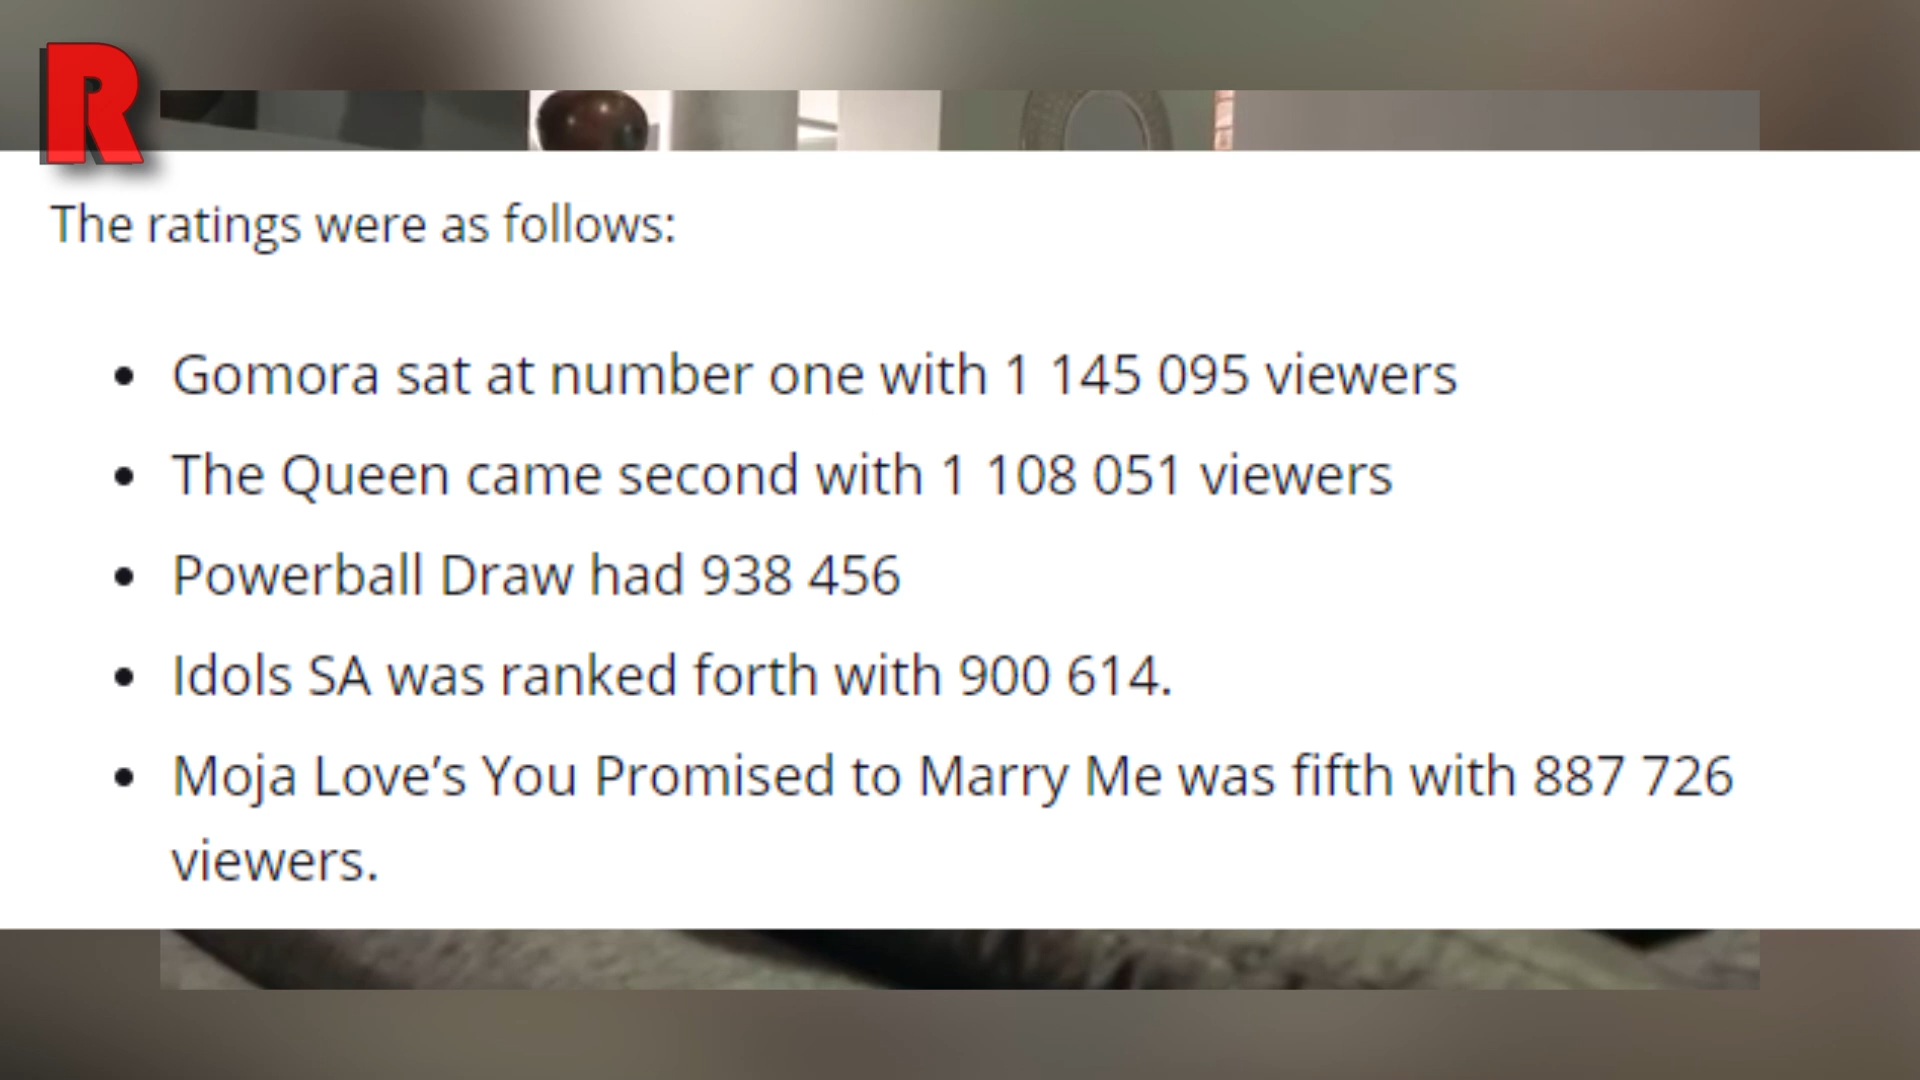 R
The ratings were as follows:
• Gomora sat at number one with 1 145 095 viewers
• The Queen came second with 1 108 051 viewers
• Powerball Draw had 938 456
• Idols SA was ranked forth with 900 614.
• Moja Love’s You Promised to Marry Me was fifth with 887 726
viewers.